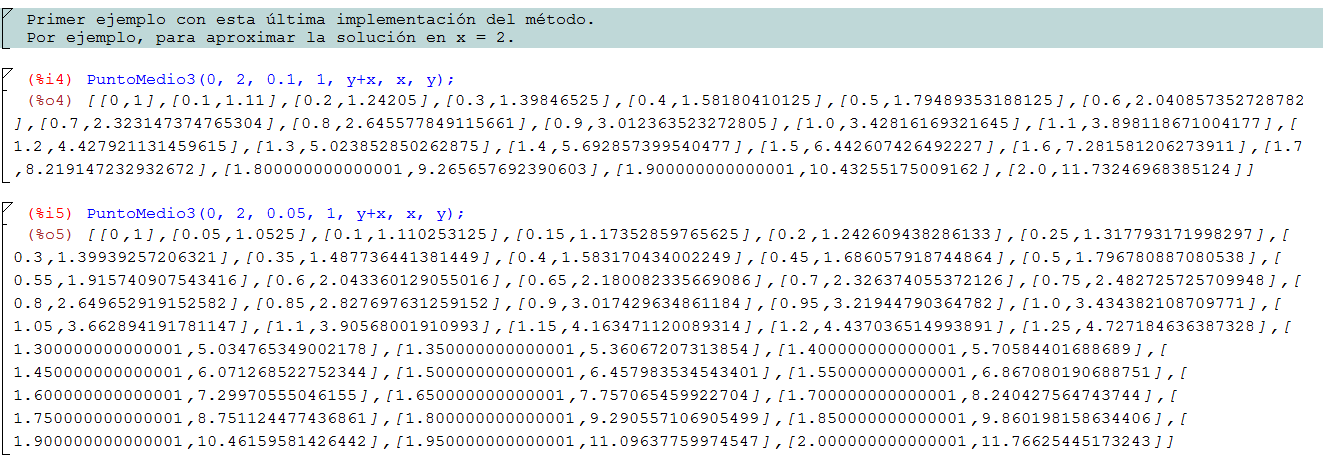 Primer ejemplo con esta última implementación del método.
Por ejemplo, para aproximar la solución en x = 2.
(%i4) PuntoMedio3(0, 2, 0.1, 1, y+x, x, y);
(%o4) [[0,1],[0.1,1.11],[0.2,1.24205],[0.3,1.39846525],[0.4,1.58180410125],[0.5,1.79489353188125],[0.6,2.040857352728782
],[0.7,2.323147374765304],[0.8,2.645577849115661],[0.9,3.012363523272805],[1.0,3.42816169321645],[1.1,3.898118671004177],[
1.2,4.427921131459615],[1.3,5.023852850262875],[1.4,5.692857399540477],[1.5,6.442607426492227],[1.6,7.281581206273911],[1.7
,8.219147232932672],[1.800000000000001,9.265657692390603],[1.900000000000001,10.43255175009162],[2.0,11.73246968385124]]
(%i5) PuntoMedio3(0, 2, 0.05, 1, y+x, x, y);
(%o5) [[0,1],[0.05,1.0525],[0.1,1.110253125],[0.15,1.17352859765625],[0.2,1.242609438286133],[0.25,1.317793171998297],[
0.3,1.39939257206321],[0.35,1.487736441381449],[0.4,1.583170434002249],[0.45,1.686057918744864],[0.5,1.796780887080538],[
0.55,1.915740907543416],[0.6,2.043360129055016],[0.65,2.180082335669086],[0.7,2.326374055372126],[0.75,2.482725725709948],[
0.8,2.649652919152582],[0.85,2.827697631259152],[0.9,3.017429634861184],[0.95,3.21944790364782],[1.0,3.434382108709771],[
1.05,3.662894191781147],[1.1,3.90568001910993],[1.15,4.163471120089314],[1.2,4.437036514993891],[1.25,4.727184636387328],[
1.300000000000001,5.034765349002178],[1.350000000000001,5.36067207313854],[1.400000000000001,5.70584401688689],[
1.450000000000001,6.071268522752344],[1.500000000000001,6.457983534543401],[1.550000000000001,6.867080190688751],[
1.600000000000001,7.29970555046155],[1.650000000000001,7.757065459922704],[1.700000000000001,8.240427564743744],[
1.750000000000001,8.751124477436861],[1.800000000000001,9.290557106905499],[1.850000000000001,9.860198158634406],[
1.900000000000001,10.46159581426442],[1.950000000000001,11.09637759974547],[2.000000000000001,11.76625445173243]]